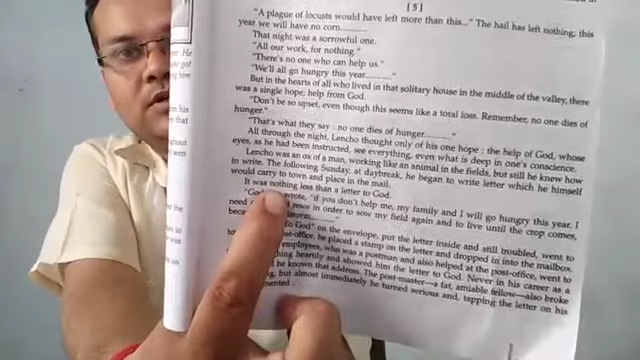 [5]
"A plague of locusts would have left more than this..." The hail has left nothing; this
year we will have no corn..........
That night was a sorrowful one.
"All our work, for nothing."
"There's no one who can help us."
"We'll all go hungry this year.........."
But in the hearts of all who lived in that solitary house in the middle of the valley, there
was a single hope; help from God.
"Don't be so upset, even though this seems like a total loss. Remember, no one dies of
hunger."
"That's what they say : no one dies of hunger.........."
All through the night, Lencho thought only of his one hope : the help of God, whose
eyes, as he had been instructed, see everything, even what is deep in one's conscience.
Lencho was an ox of a man, working like an animal in the fields, but still he knew how
to write. The following Sunday, at daybreak, he began to write letter which he himself
would carry to town and place in the mail.
It was nothing less than a letter to God.
wrote, "if you don't help me, my family and I will go hungry this year. I
need pesos in order to sow my field again and to live until the crop comes,
To God" on the envelope, put the letter inside and still troubled, went to
he placed a stamp on the letter and dropped in into the mailbox.
employees, who was a postman and also helped at the post-office, went to
heartily and showed him the letter to God. Never in his career as a
he known that address. The post-master—a fat, amiable fellow—also broke
but almost immediately he turned serious and, tapping the letter on his
He
got
him
his
that
the